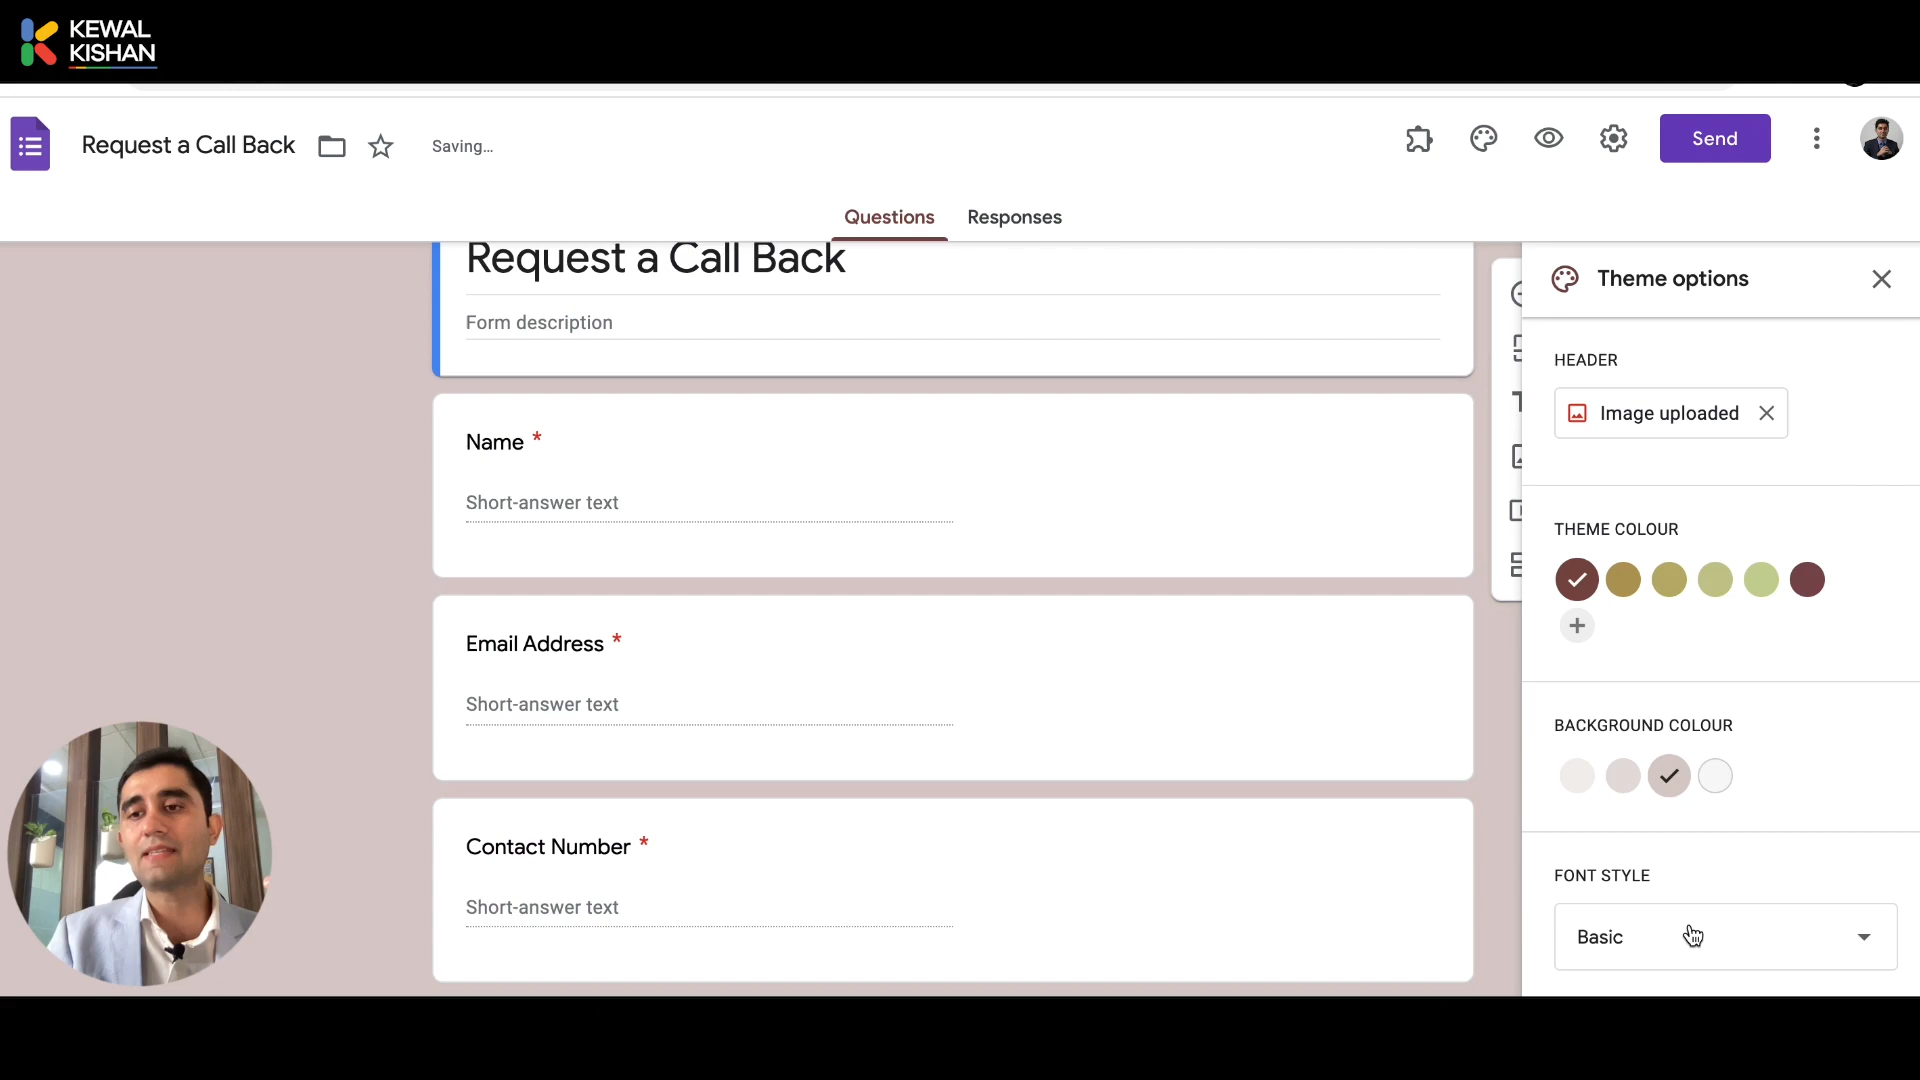 KEWAL
KISHAN
Request a Call Back
Saving...
Send
Questions
Responses
Request a Call Back
Form description
Name *
Short-answer text
Email Address *
Short-answer text
Contact Number *
Short-answer text
Theme options
HEADER
Image uploaded
THEME COLOUR
BACKGROUND COLOUR
FONT STYLE
Basic